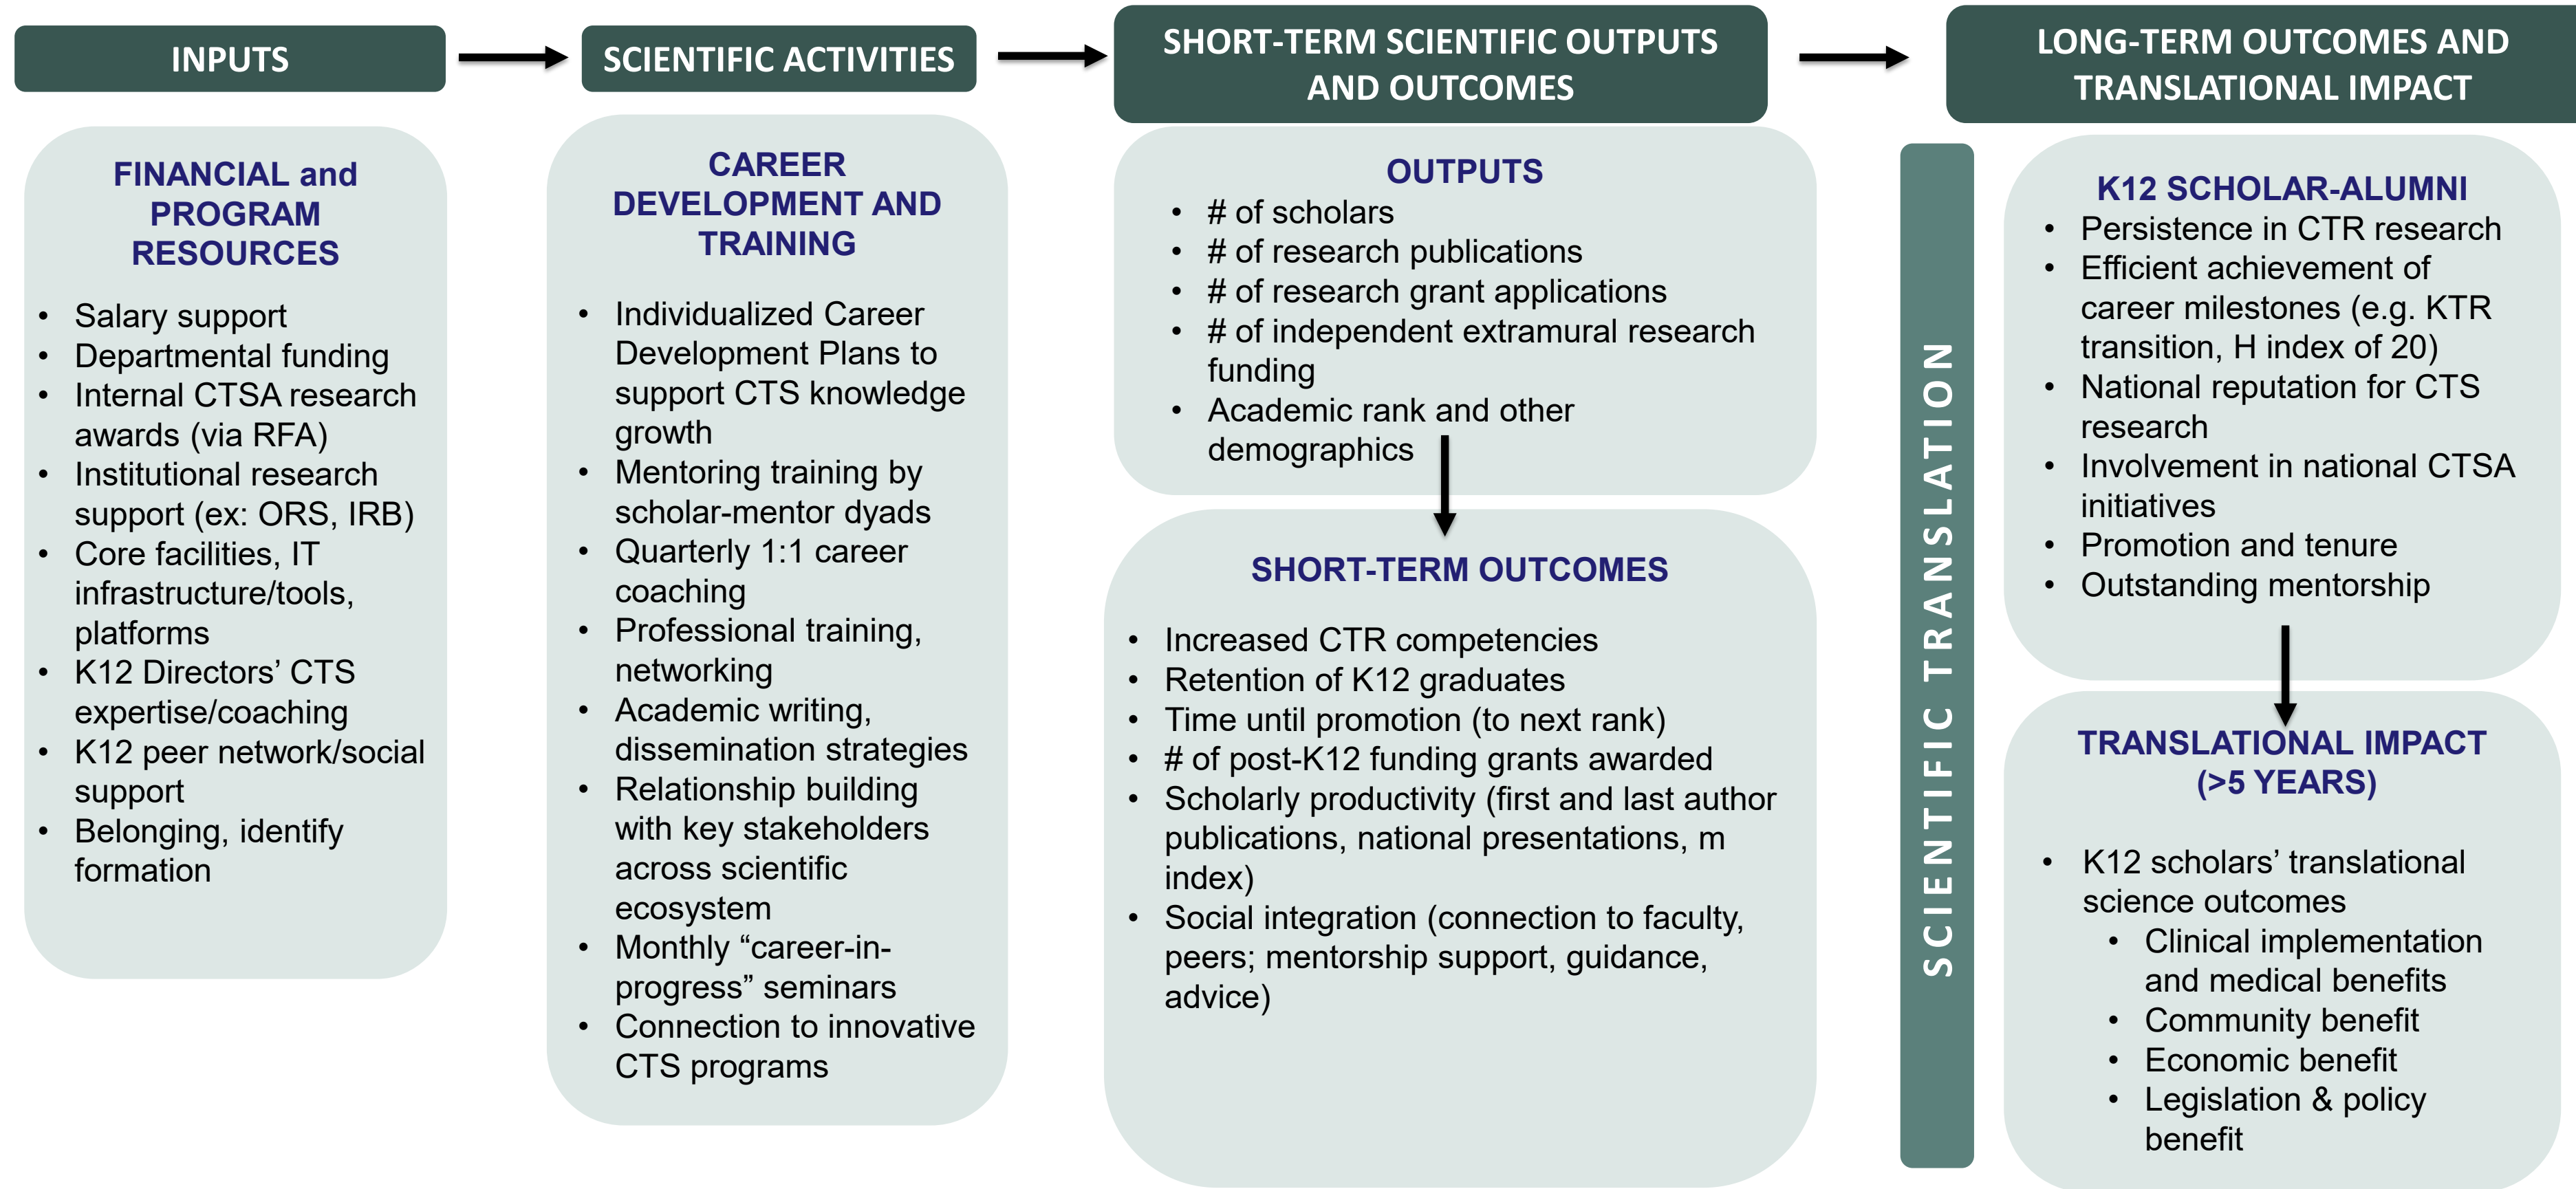 INPUTS
SCIENTIFIC ACTIVITIES
SHORT-TERM SCIENTIFIC OUTPUTS
AND OUTCOMES
LONG-TERM OUTCOMES AND
TRANSLATIONAL IMPACT
FINANCIAL and
PROGRAM
RESOURCES
• Salary support
• Departmental funding
• Internal CTSA research
awards (via RFA)
• Institutional research
support (ex: ORS, IRB)
• Core facilities, IT
infrastructure/tools,
platforms
• K12 Directors’ CTS
expertise/coaching
• K12 peer network/social
support
• Belonging, identify
formation
CAREER
DEVELOPMENT AND
TRAINING
• Individualized Career
Development Plans to
support CTS knowledge
growth
• Mentoring training by
scholar-mentor dyads
• Quarterly 1:1 career
coaching
• Professional training,
networking
• Academic writing,
dissemination strategies
• Relationship building
with key stakeholders
across scientific
ecosystem
• Monthly “career-in-
progress” seminars
• Connection to innovative
CTS programs
OUTPUTS
• # of scholars
• # of research publications
• # of research grant applications
• # of independent extramural research
funding
• Academic rank and other
demographics
SHORT-TERM OUTCOMES
• Increased CTR competencies
• Retention of K12 graduates
• Time until promotion (to next rank)
• # of post-K12 funding grants awarded
• Scholarly productivity (first and last author
publications, national presentations, m
index)
• Social integration (connection to faculty,
peers; mentorship support, guidance,
advice)
SCIENTIFIC TRANSLATION
K12 SCHOLAR-ALUMNI
• Persistence in CTR research
• Efficient achievement of
career milestones (e.g. KTR
transition, H index of 20)
• National reputation for CTS
research
• Involvement in national CTSA
initiatives
• Promotion and tenure
• Outstanding mentorship
TRANSLATIONAL IMPACT
(>5 YEARS)
• K12 scholars’ translational
science outcomes
• Clinical implementation
and medical benefits
• Community benefit
• Economic benefit
• Legislation & policy
benefit